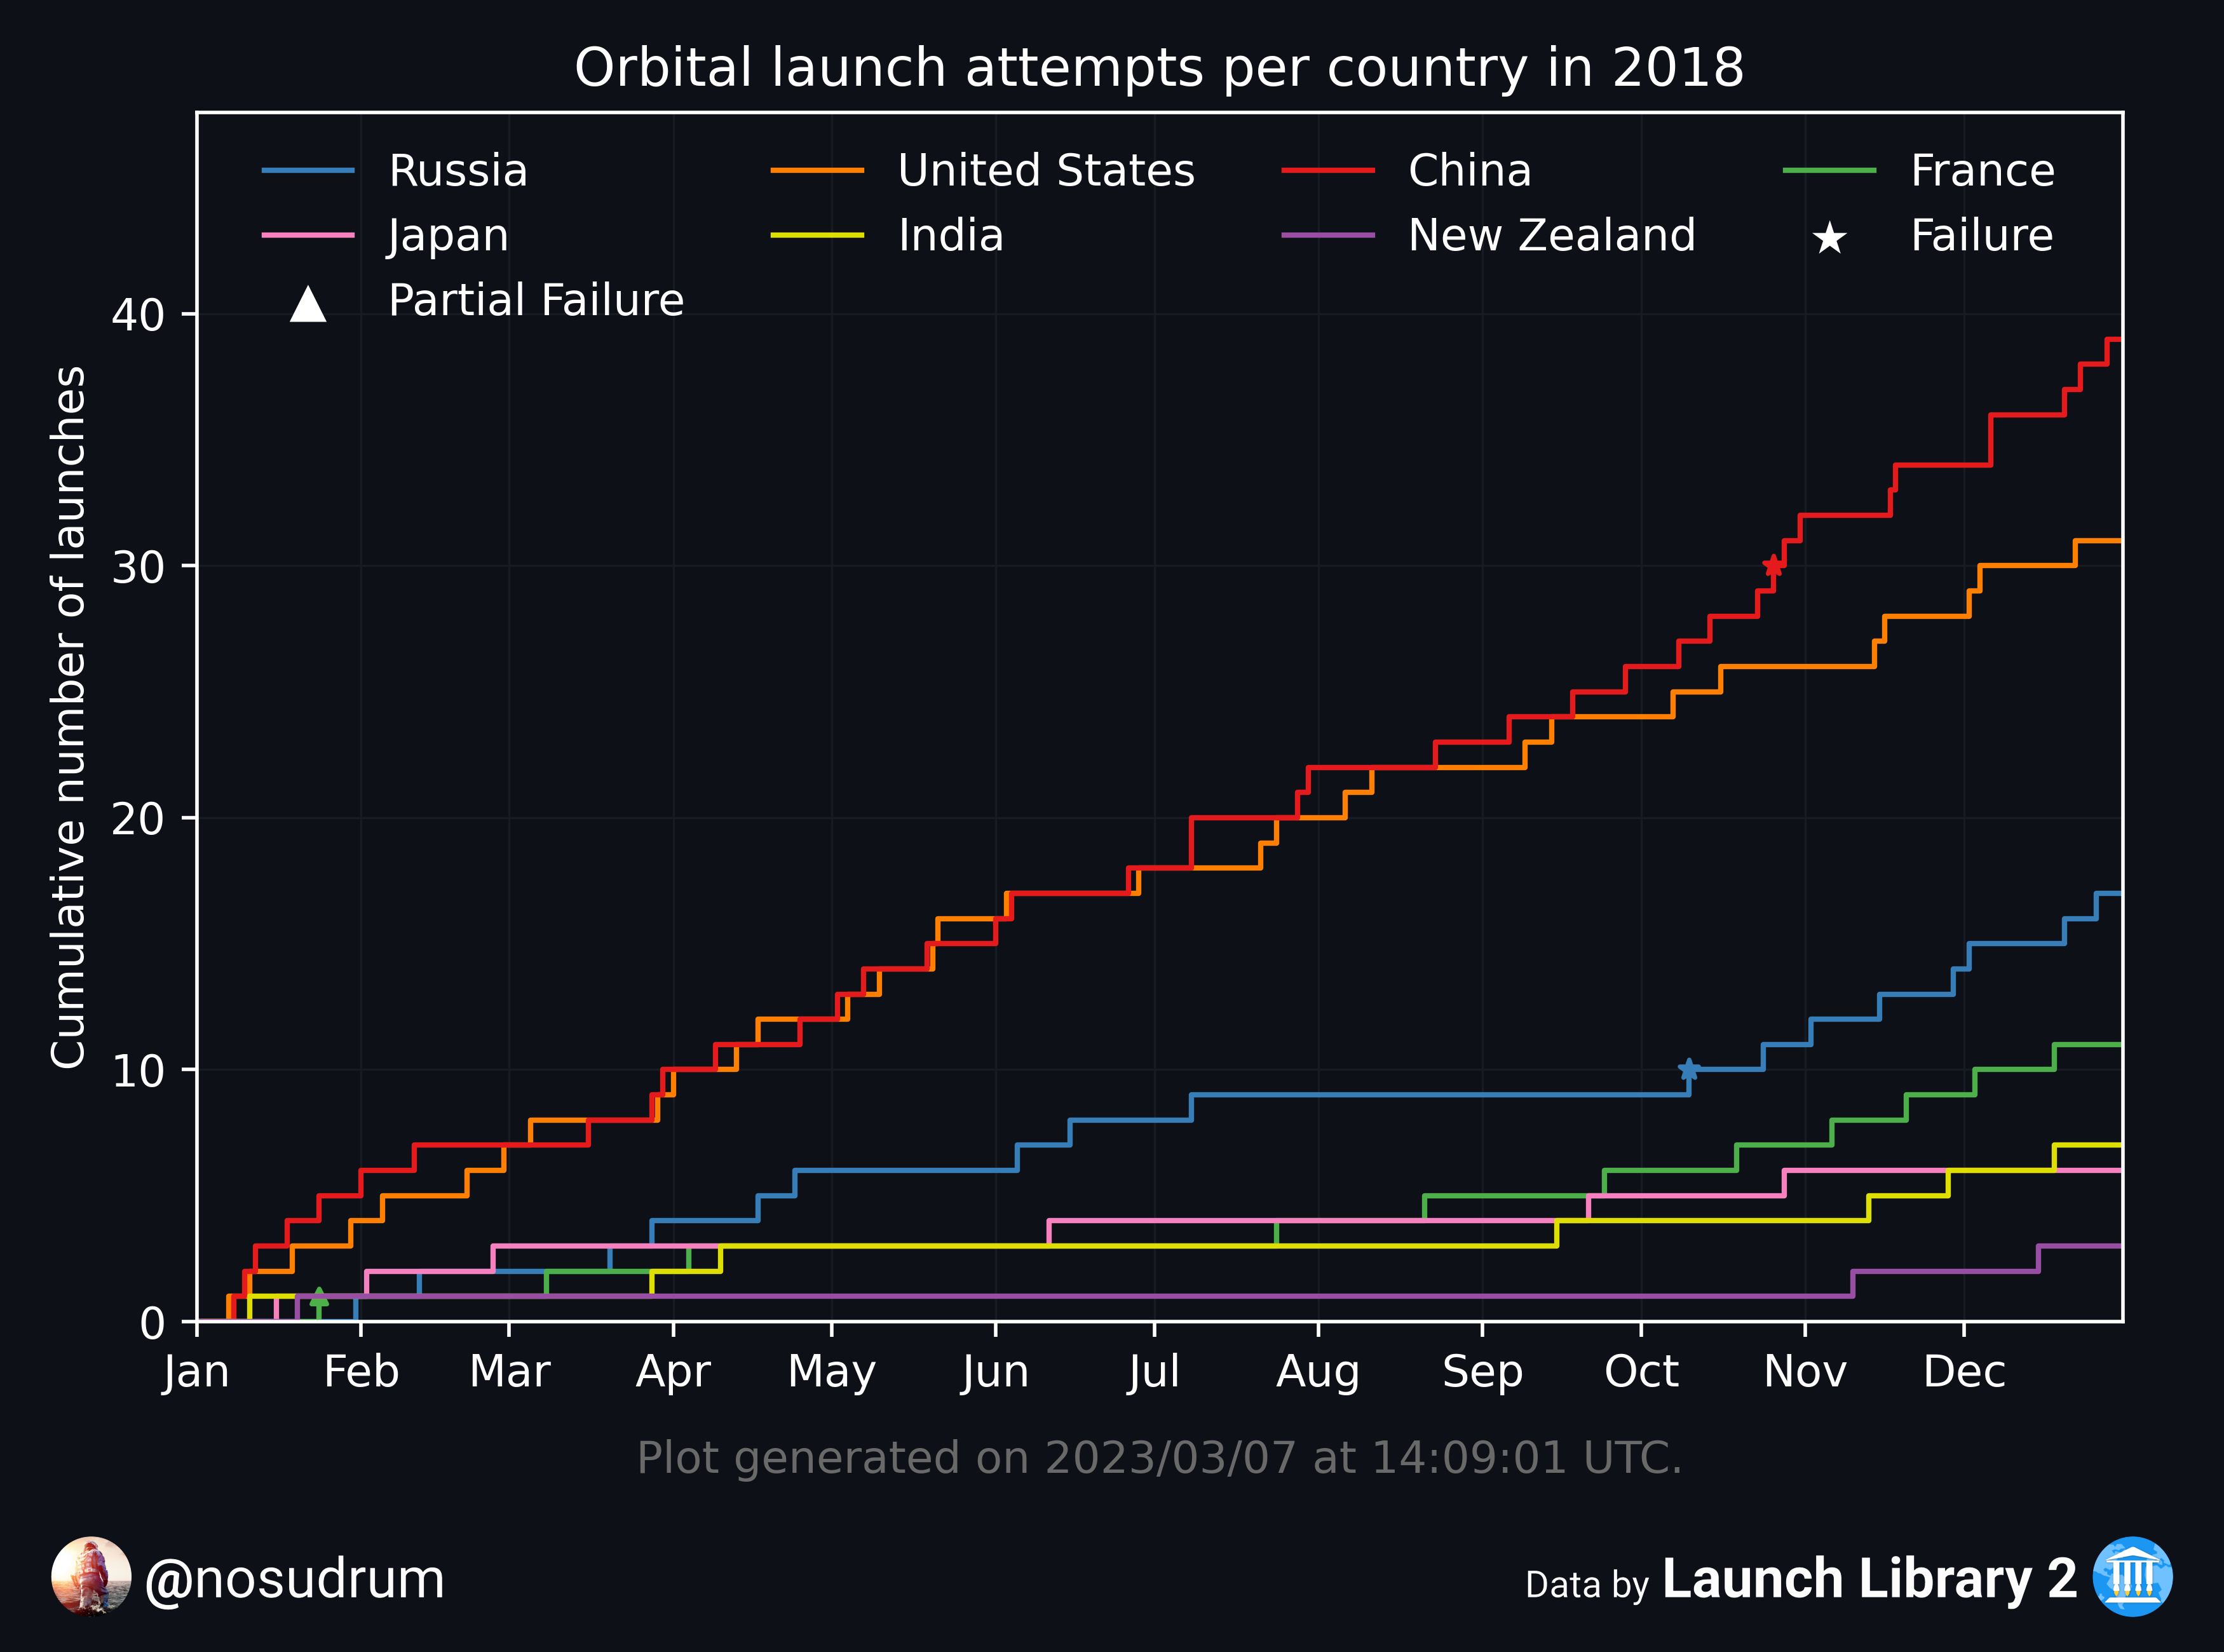 Orbital launch attempts per country in 2018
Russia United States China France
Japan India New Zealand Failure
Partial Failure
Cumulative number of launches
40
30
20
10
0
Jan Feb Mar Apr May Jun Jul Aug Sep Oct Nov Dec
Plot generated on 2023/03/07 at 14:09:01 UTC.
@nosudrum
Data by Launch Library 2